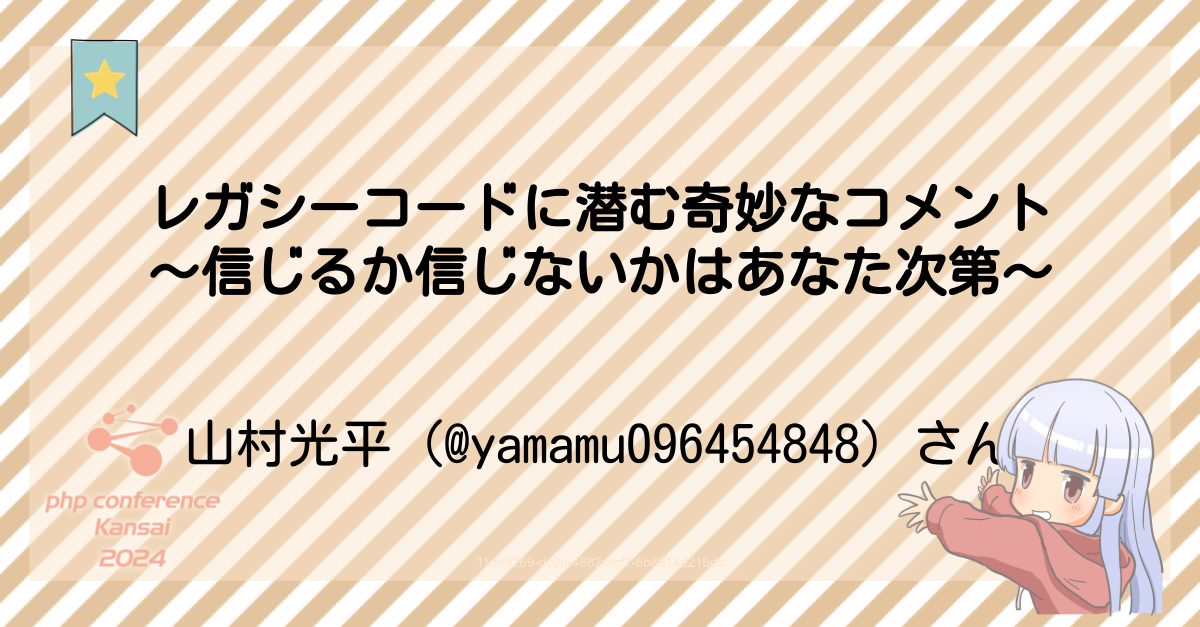 レガシーコードに潜む奇妙なコメント
～信じるか信じないかはあなた次第～
山村光平（@yamamu096454848）さん
php conference
Kansai
2024